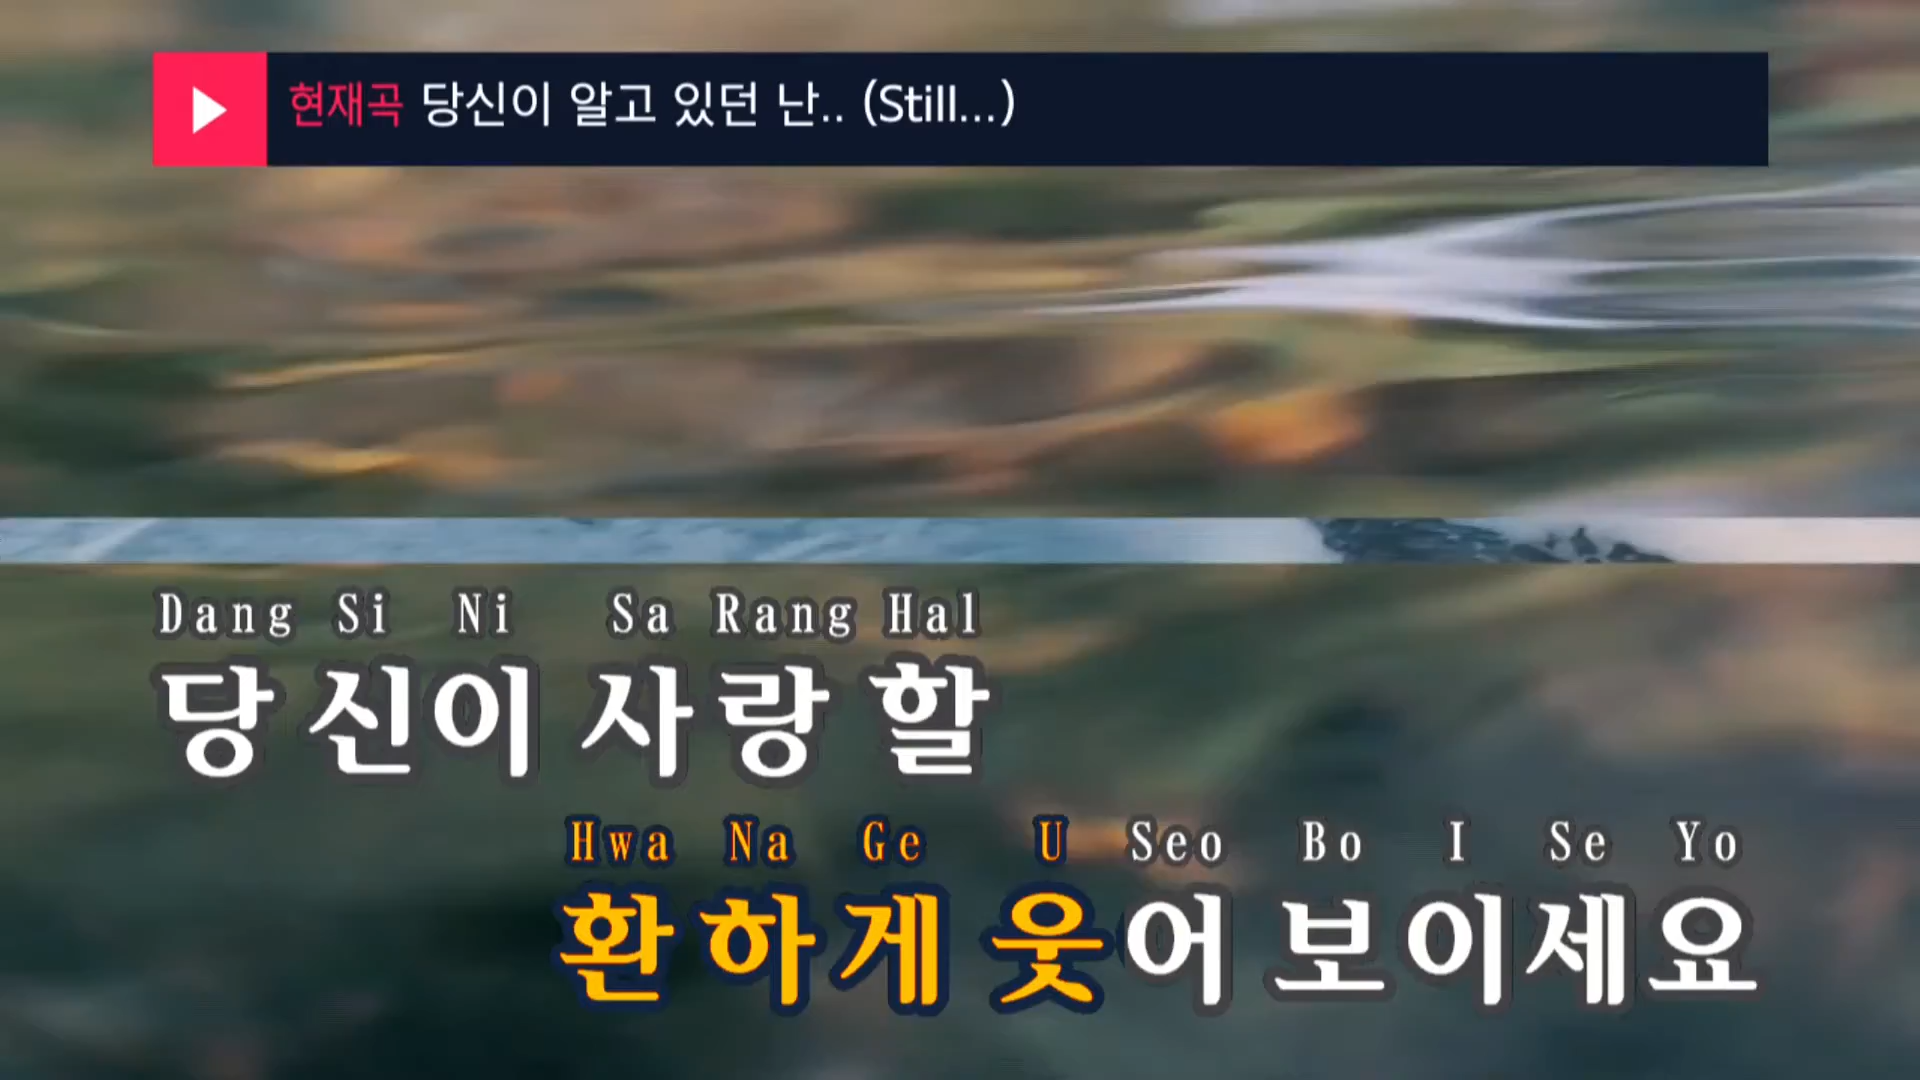 현재곡 당신이 알고 있던 난.. (Still...)
Dang Si Ni Sa Rang Hal
당신이 사랑할
Hwa Na Ge U Seo Bo I Se Yo
환하게 웃어 보이세요